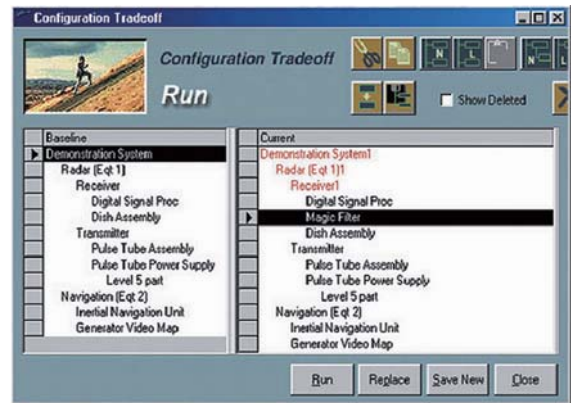 Configuration Tradeoff
Configuration Tradeoff
N L N L
Run
Show Deleted
Baseline
Demonstration System
Radar (Eqt 1)
Receiver
Digital Signal Proc
Dish Assembly
Transmitter
Pulse Tube Assembly
Pulse Tube Power Supply
Level 5 part
Navigation (Eqt 2)
Inertial Navigation Unit
Generator Video Map
Current
Demonstration System1
Radar (Eqt 1)1
Receiver1
Digital Signal Proc
Magic Filter
Dish Assembly
Transmitter
Pulse Tube Assembly
Pulse Tube Power Supply
Level 5 part
Navigation (Eqt 2)
Inertial Navigation Unit
Generator Video Map
Run Replace Save New Close